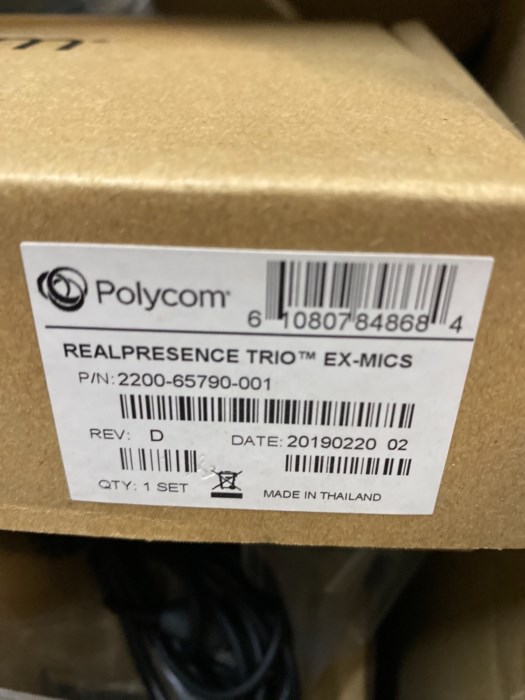 m
Polycom
6 10807 84868 4
REALPRESENCE TRIO™ EX-MICS
P/N: 2200-65790-001
REV: D DATE: 20190220 02
QTY: 1 SET MADE IN THAILAND